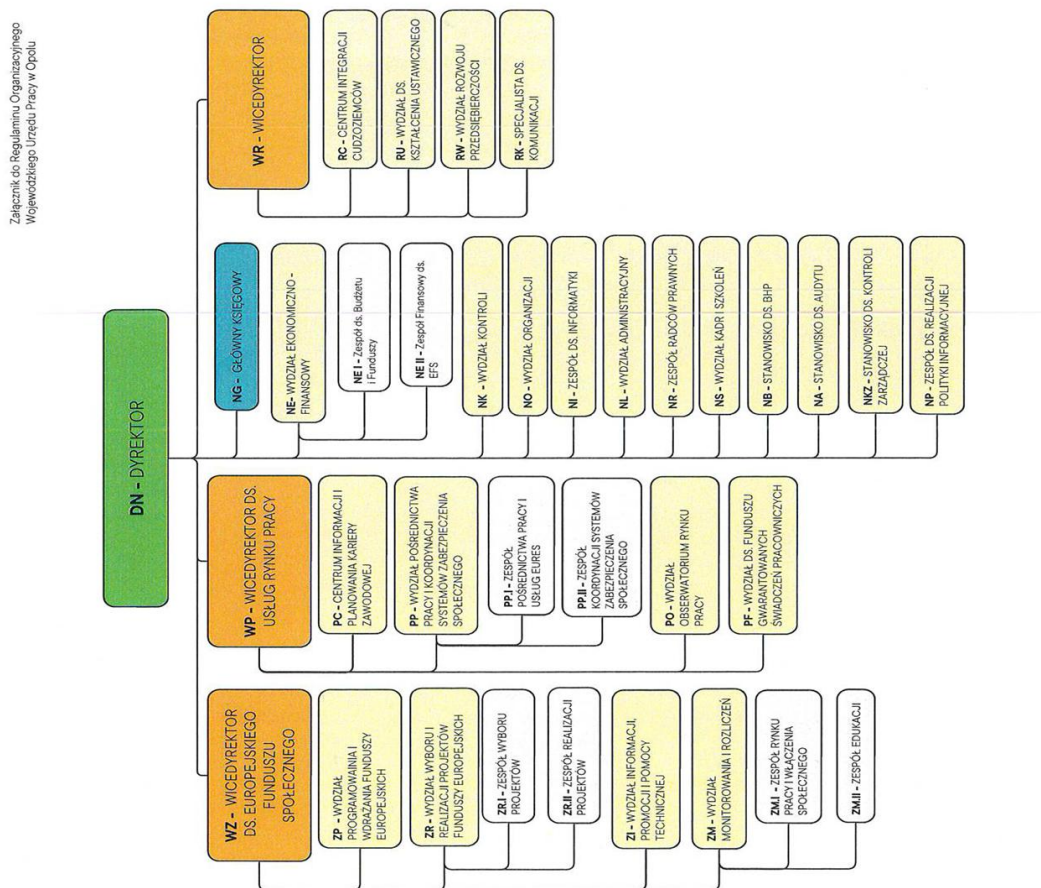 Załącznik do Regulaminu Organizacyjnego
Wojewódzkiego Urzędu Pracy w Opolu
DN - DYREKTOR
WZ - WICEDYREKTOR
DS. EUROPEJSKIEGO
FUNDUSZU
SPOŁECZNEGO
ZP - WYDZIAŁ
PROGRAMOWAINIA I
WDRAŻANIA FUNDUSZY
EUROPEJSKICH
ZR - WYDZIAŁ WYBORU I
REALIZACJI PROJEKTÓW
FUNDUSZY EUROPEJSKICH
ZR.I - ZESPÓŁ WYBORU
PROJEKTÓW
ZR.II - ZESPÓŁ REALIZACJI
PROJEKTÓW
ZI - WYDZIAŁ INFORMACJI,
PROMOCJI I POMOCY
TECHNICZNEJ
ZM - WYDZIAŁ
MONITOROWANIA I ROZLICZEŃ
ZM.I - ZESPÓŁ RYNKU
PRACY I WŁĄCZENIA
SPOŁECZNEGO
ZM.II - ZESPÓŁ EDUKACJI
WP - WICEDYREKTOR DS.
USŁUG RYNKU PRACY
PC - CENTRUM INFORMACJI I
PLANOWANIA KARIERY
ZAWODOWEJ
PP - WYDZIAŁ POŚREDNICTWA
PRACY I KOORDYNACJI
SYSTEMÓW ZABEZPIECZENIA
SPOŁECZNEGO
PP.I - ZESPÓŁ
POŚREDNICTWA PRACY I
USŁUG EURES
PP.II - ZESPÓŁ
KOORDYNACJI SYSTEMÓW
ZABEZPIECZENIA
SPOŁECZNEGO
PO - WYDZIAŁ
OBSERWATORIUM RYNKU
PRACY
PF - WYDZIAŁ DS. FUNDUSZU
GWARANTOWANYCH
ŚWIADCZEŃ PRACOWNICZYCH
NG - GŁÓWNY KSIĘGOWY
NE- WYDZIAŁ EKONOMICZNO -
FINANSOWY
NE I - Zespół ds. Budżetu
i Funduszy
NE II - Zespół Finansowy ds.
EFS
NK - WYDZIAŁ KONTROLI
NO - WYDZIAŁ ORGANIZACJI
NI - ZESPÓŁ DS. INFORMATYKI
NL - WYDZIAŁ ADMINISTRACYJNY
NR - ZESPÓŁ RADCÓW PRAWNYCH
NS - WYDZIAŁ KADR I SZKOLEŃ
NB - STANOWISKO DS. BHP
NA - STANOWISKO DS. AUDYTU
NKZ - STANOWISKO DS. KONTROLI
ZARZĄDCZEJ
NP - ZESPÓŁ DS. REALIZACJI
POLITYKI INFORMACYJNEJ
WR - WICEDYREKTOR
RC - CENTRUM INTEGRACJI
CUDZOZIEMCÓW
RU - WYDZIAŁ DS.
KSZTAŁCENIA USTAWICZNEGO
RW - WYDZIAŁ ROZWOJU
PRZEDSIĘBIERCZOŚCI
RK - SPECJALISTA DS.
KOMUNIKACJI